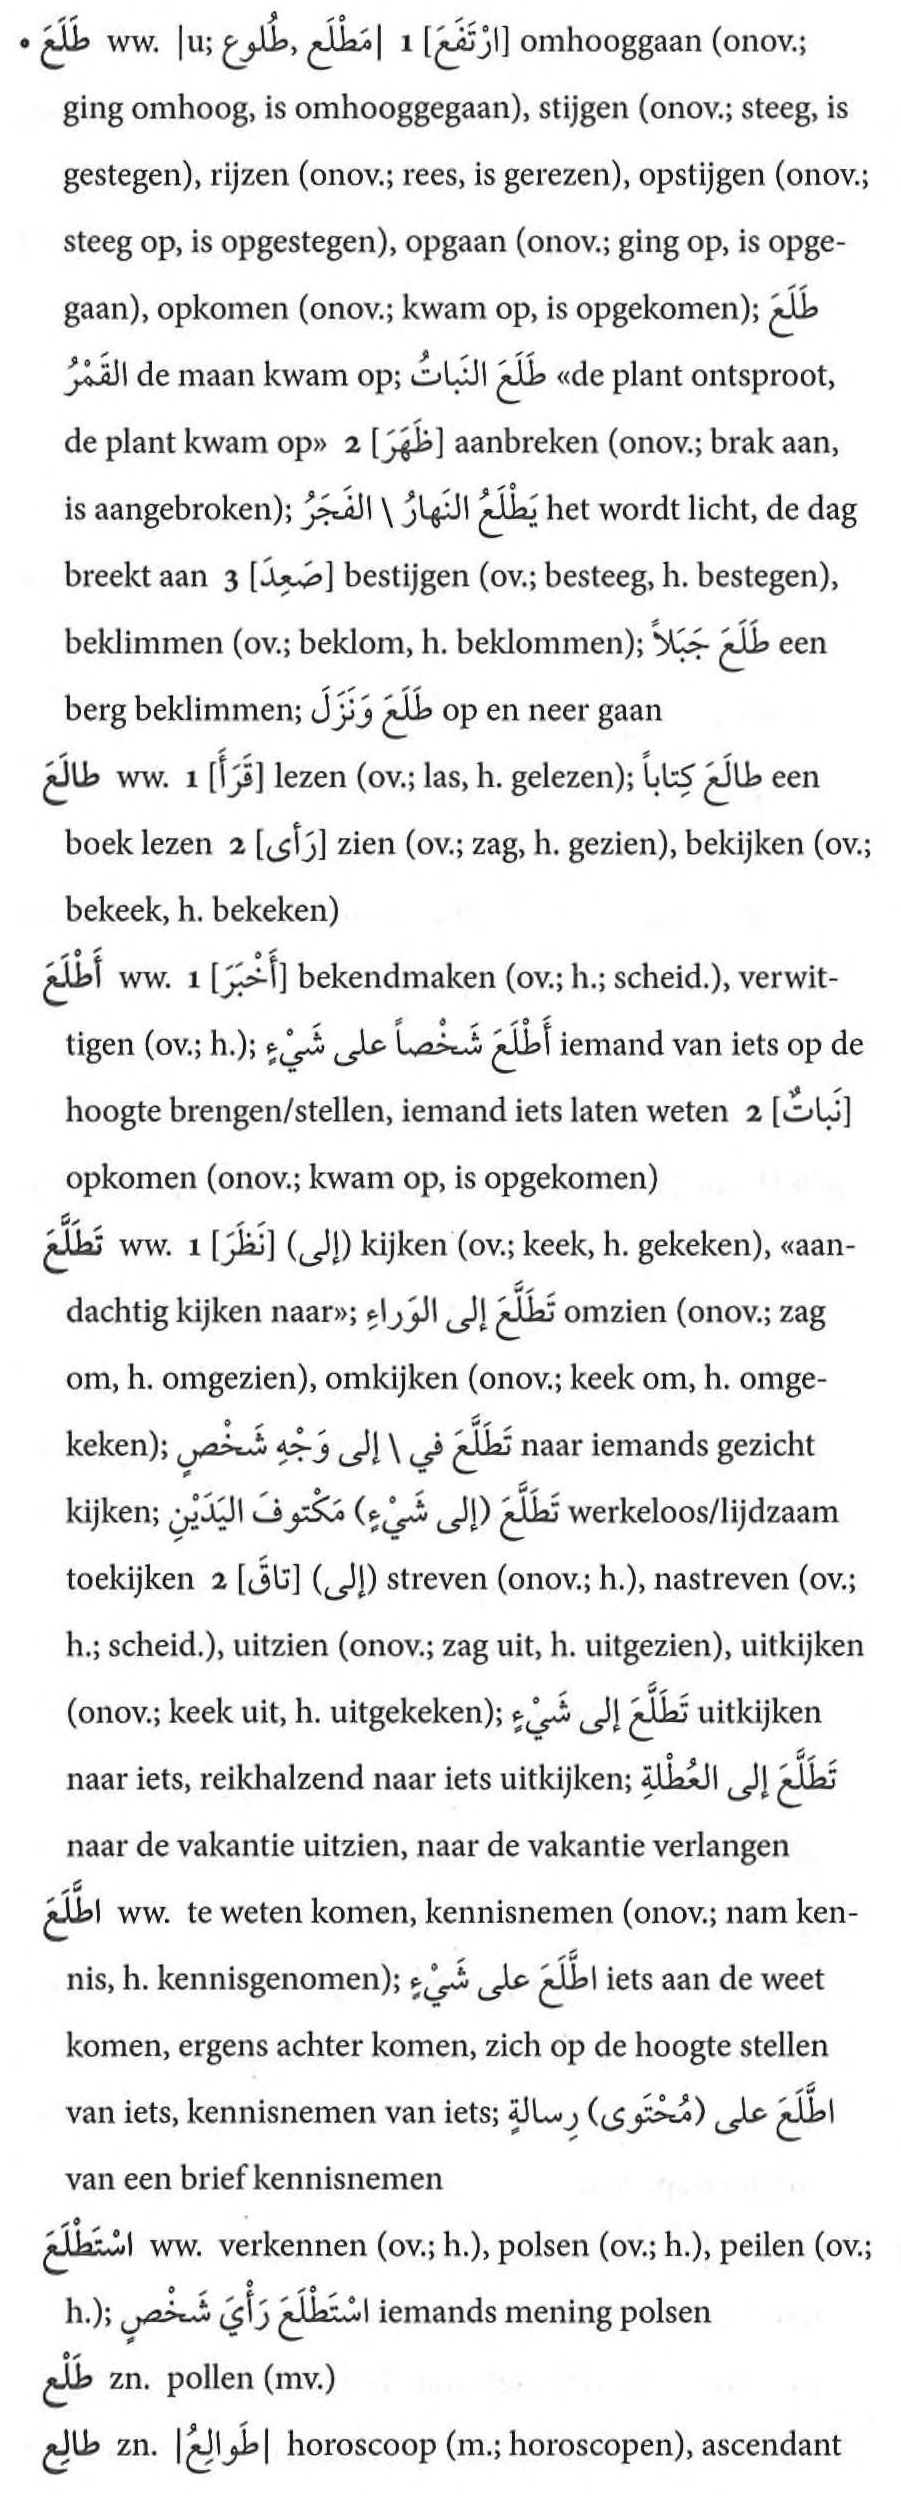 • طَلَعَ ww. |u; مَطْلَع ,طُلوع| 1 [اِرْتَفَعَ] omhooggaan (onov.;
ging omhoog, is omhooggegaan), stijgen (onov.; steeg, is
gestegen), rijzen (onov.; rees, is gerezen), opstijgen (onov.;
steeg op, is opgestegen), opgaan (onov.; ging op, is opge-
gaan), opkomen (onov.; kwam op, is opgekomen); طَلَعَ
القَمْرُ de maan kwam op; طَلَعَ النَباتُ «de plant ontsproot,
de plant kwam op» 2 [ظَهَرَ] aanbreken (onov.; brak aan,
is aangebroken); يَطْلَعُ النَهارُ \ الفَجَرُ het wordt licht, de dag
breekt aan 3 [صَعِدَ] bestijgen (ov.; besteeg, h. bestegen),
beklimmen (ov.; beklom, h. beklommen); طَلَعَ جَبَلاً een
berg beklimmen; طَلَعَ وَنَزَلَ op en neer gaan
طالَعَ ww. 1 [قَرَأَ] lezen (ov.; las, h. gelezen); طالَعَ كِتاباً een
boek lezen 2 [رَأى] zien (ov.; zag, h. gezien), bekijken (ov.;
bekeek, h. bekeken)
أَطْلَعَ ww. 1 [أَخْبَرَ] bekendmaken (ov.; h.; scheid.), verwit-
tigen (ov.; h.); أَطْلَعَ شَخْصاً على شَيْءٍ iemand van iets op de
hoogte brengen/stellen, iemand iets laten weten 2 [نَباتٌ]
opkomen (onov.; kwam op, is opgekomen)
تَطَلَّعَ ww. 1 [نَظَرَ] (إلى) kijken (ov.; keek, h. gekeken), «aan-
dachtig kijken naar»; تَطَلَّعَ إلى الوَراءِ omzien (onov.; zag
om, h. omgezien), omkijken (onov.; keek om, h. omge-
keken); تَطَلَّعَ في \ إلى وَجْهِ شَخْصٍ naar iemands gezicht
kijken; تَطَلَّعَ (إلى شَيْءٍ) مَكْتوفَ اليَدَيْنِ werkeloos/lijdzaam
toekijken 2 [تاقَ] (إلى) streven (onov.; h.), nastreven (ov.;
h.; scheid.), uitzien (onov.; zag uit, h. uitgezien), uitkijken
(onov.; keek uit, h. uitgekeken); تَطَلَّعَ إلى شَيْءٍ uitkijken
naar iets, reikhalzend naar iets uitkijken; تَطَلَّعَ إلى العُطْلةِ
naar de vakantie uitzien, naar de vakantie verlangen
اطَّلَعَ ww. te weten komen, kennisnemen (onov.; nam ken-
nis, h. kennisgenomen); اطَّلَعَ على شَيْءٍ iets aan de weet
komen, ergens achter komen, zich op de hoogte stellen
van iets, kennisnemen van iets; اطَّلَعَ على (مُحْتَوى) رِسالةٍ
van een brief kennisnemen
اسْتَطْلَعَ ww. verkennen (ov.; h.), polsen (ov.; h.), peilen (ov.;
h.); اسْتَطْلَعَ رَأْيَ شَخْصٍ iemands mening polsen
طَلْع zn. pollen (mv.)
طالِع zn. |طَوالِعُ| horoscoop (m.; horoscopen), ascendant